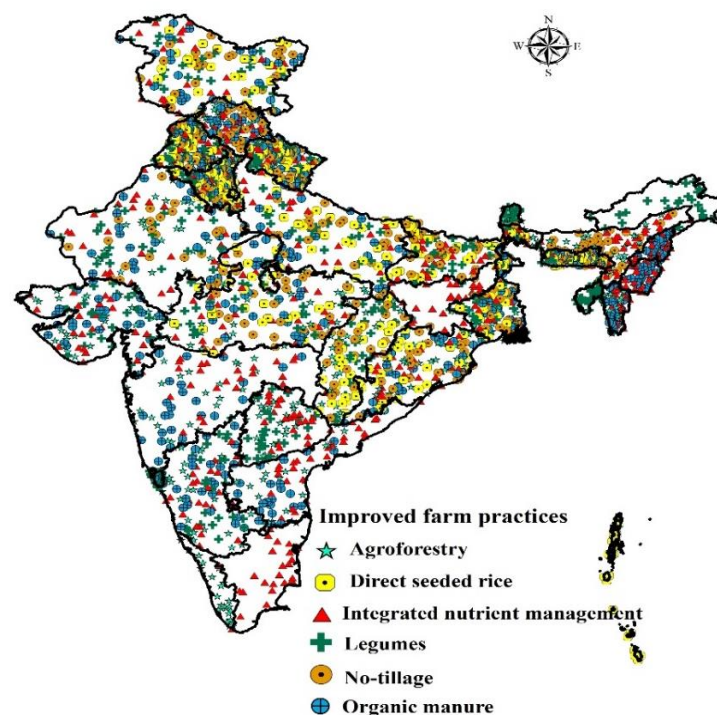 N
W E
S
Improved farm practices
Agroforestry
Direct seeded rice
Integrated nutrient management
Legumes
No-tillage
Organic manure